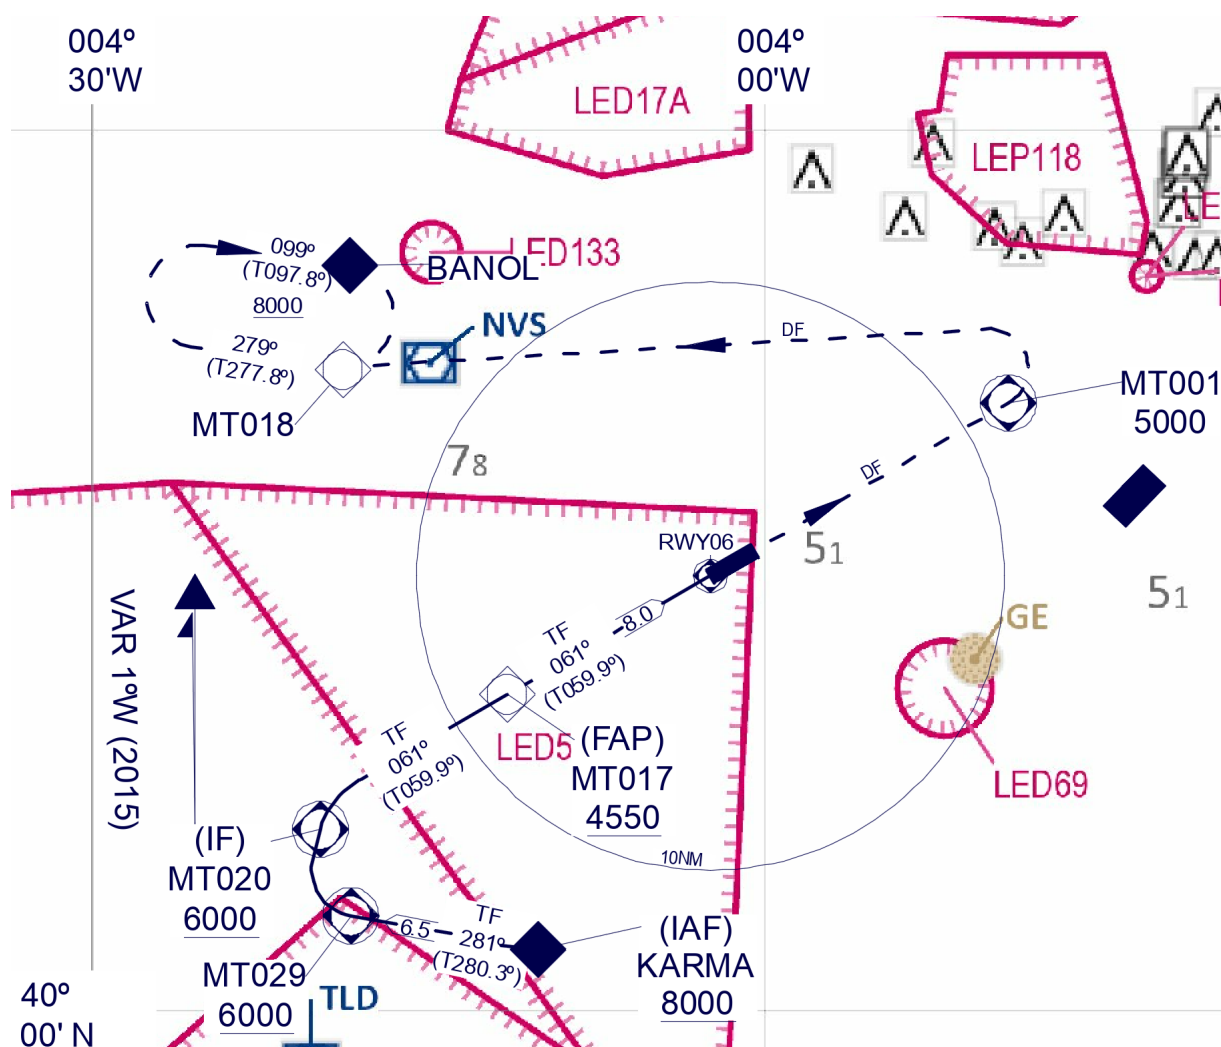 004º
30'W
004º
00'W
LED17A
LEP118
LE
099º
(T097.8º)
8000
LED133
BANOL
NVS
DF
279º
(T277.8º)
MT018
MT001
5000
78
DF
RWY06
51
51
VAR 1ºW (2015)
8.0
TF
061º
(T059.9º)
GE
TF
061º
(T059.9º)
LED5
(FAP)
MT017
4550
LED69
(IF)
MT020
6000
10NM
6.5
TF
281º
(T280.3º)
(IAF)
KARMA
8000
MT029
6000
TLD
40º
00' N